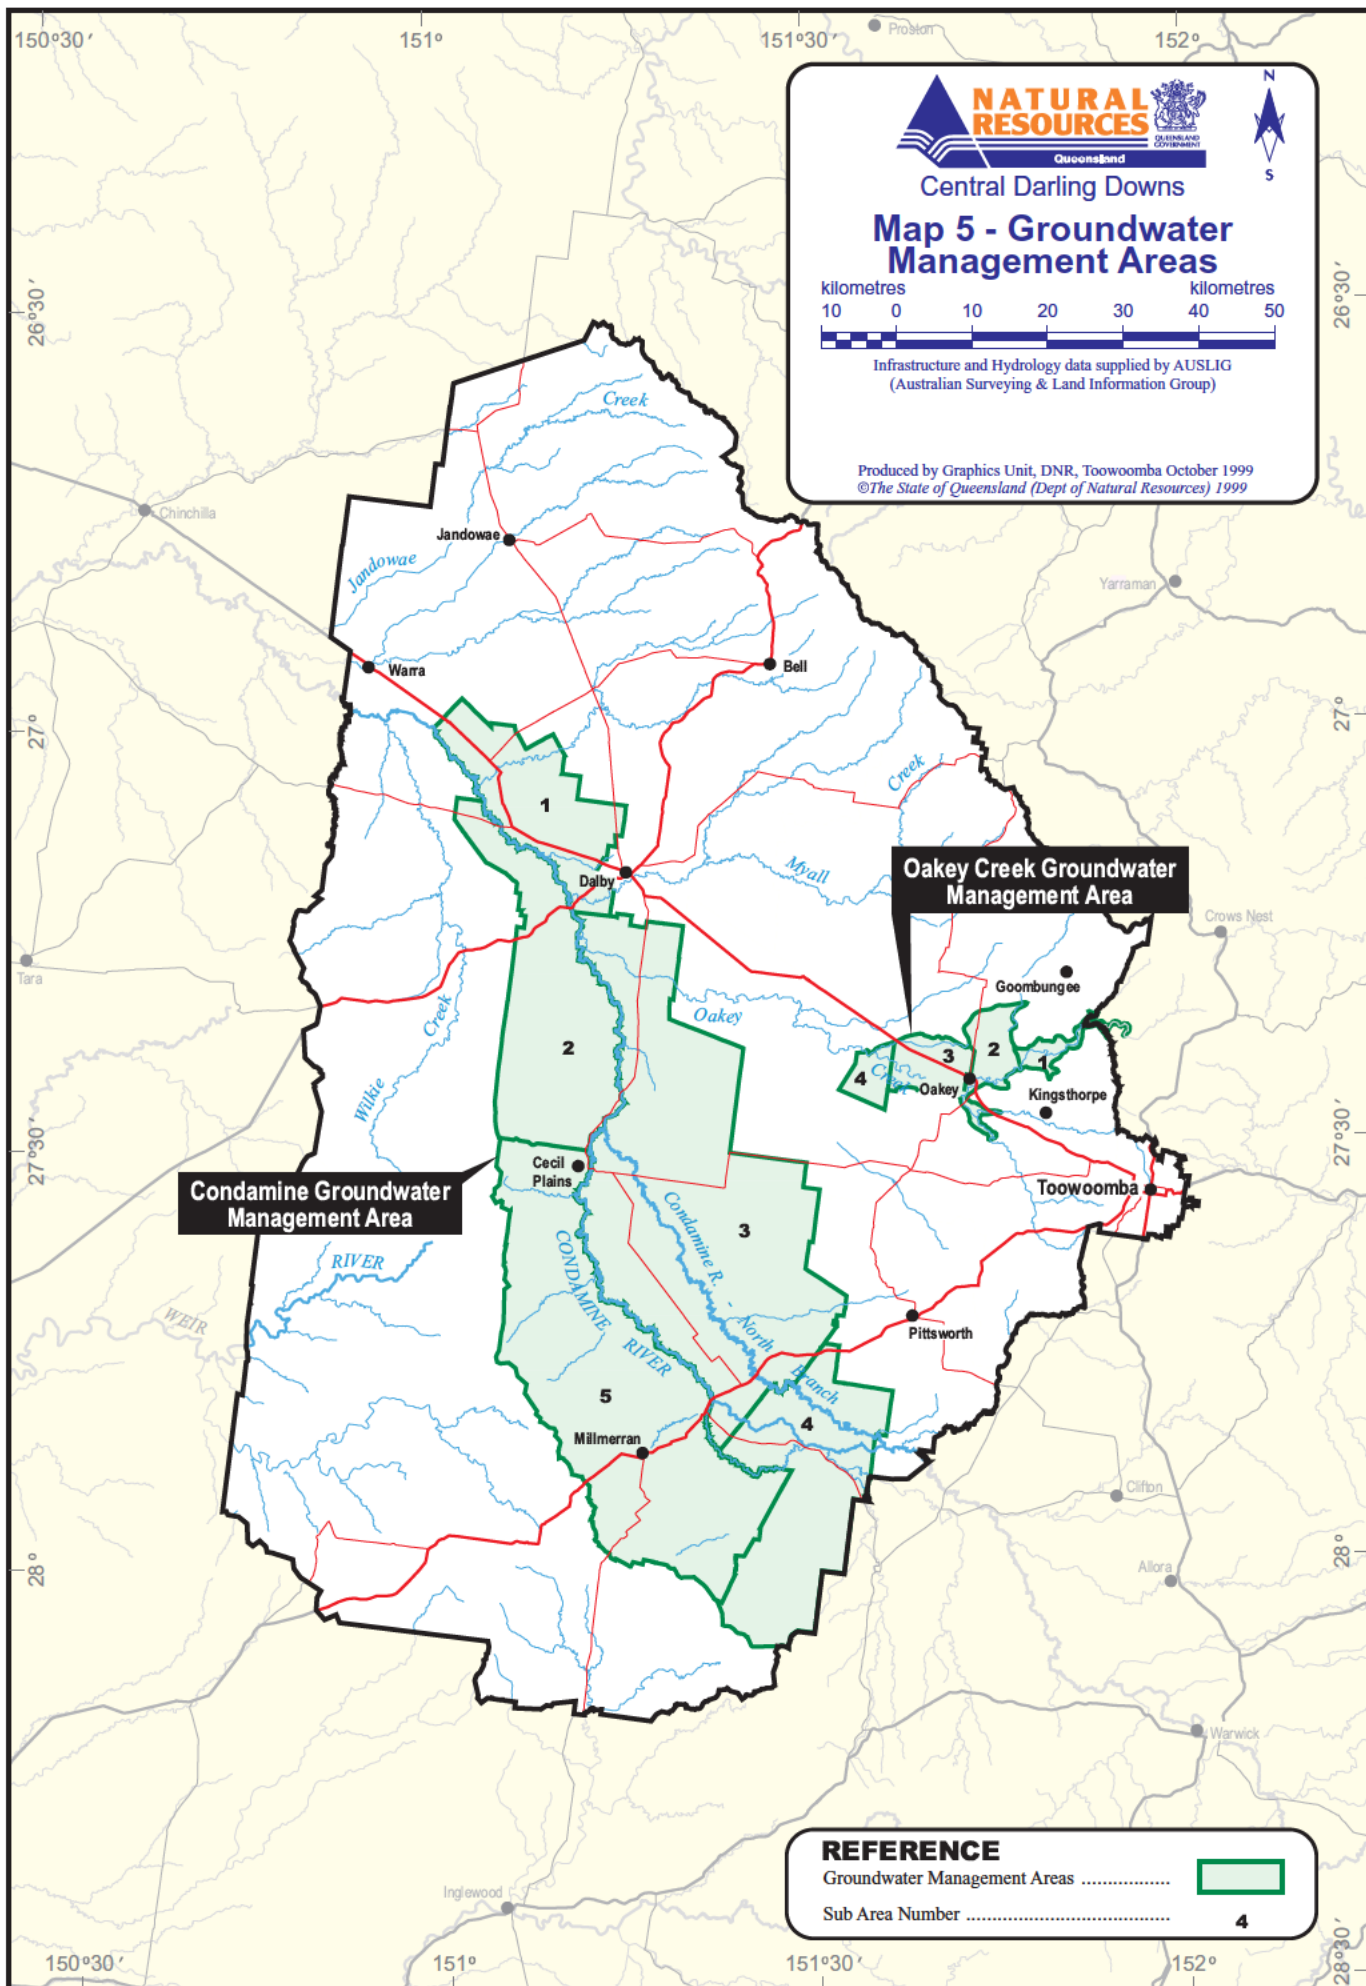 150°30′
151°
151°30′
152°
Proston
NATURAL
RESOURCES
QUEENSLAND
GOVERNMENT
Queensland
N
S
Central Darling Downs
Map 5 - Groundwater
Management Areas
kilometres
kilometres
10 0 10 20 30 40 50
Infrastructure and Hydrology data supplied by AUSLIG
(Australian Surveying & Land Information Group)
Produced by Graphics Unit, DNR, Toowoomba October 1999
©The State of Queensland (Dept of Natural Resources) 1999
26°30′
26°30′
Creek
Chinchilla
Jandowae
Jandowae
Yarraman
Warra
Bell
27°
27°
Creek
1
Myall
Dalby
Oakey Creek Groundwater
Management Area
Crows Nest
Tara
Goombungee
Creek
Oakey
2
3
2
1
4
Creek
Oakey
Kingsthorpe
Wilkie
27°30′
27°30′
Cecil
Plains
Condamine Groundwater
Management Area
Toowoomba
Condamine R. - North Branch
3
CONDAMINE RIVER
RIVER
WEIR
Pittsworth
5
4
Millmerran
Clifton
28°
28°
Allora
Warwick
REFERENCE
Groundwater Management Areas ..................
Sub Area Number ........................................
4
Inglewood
28°30′
150°30′
151°
151°30′
152°